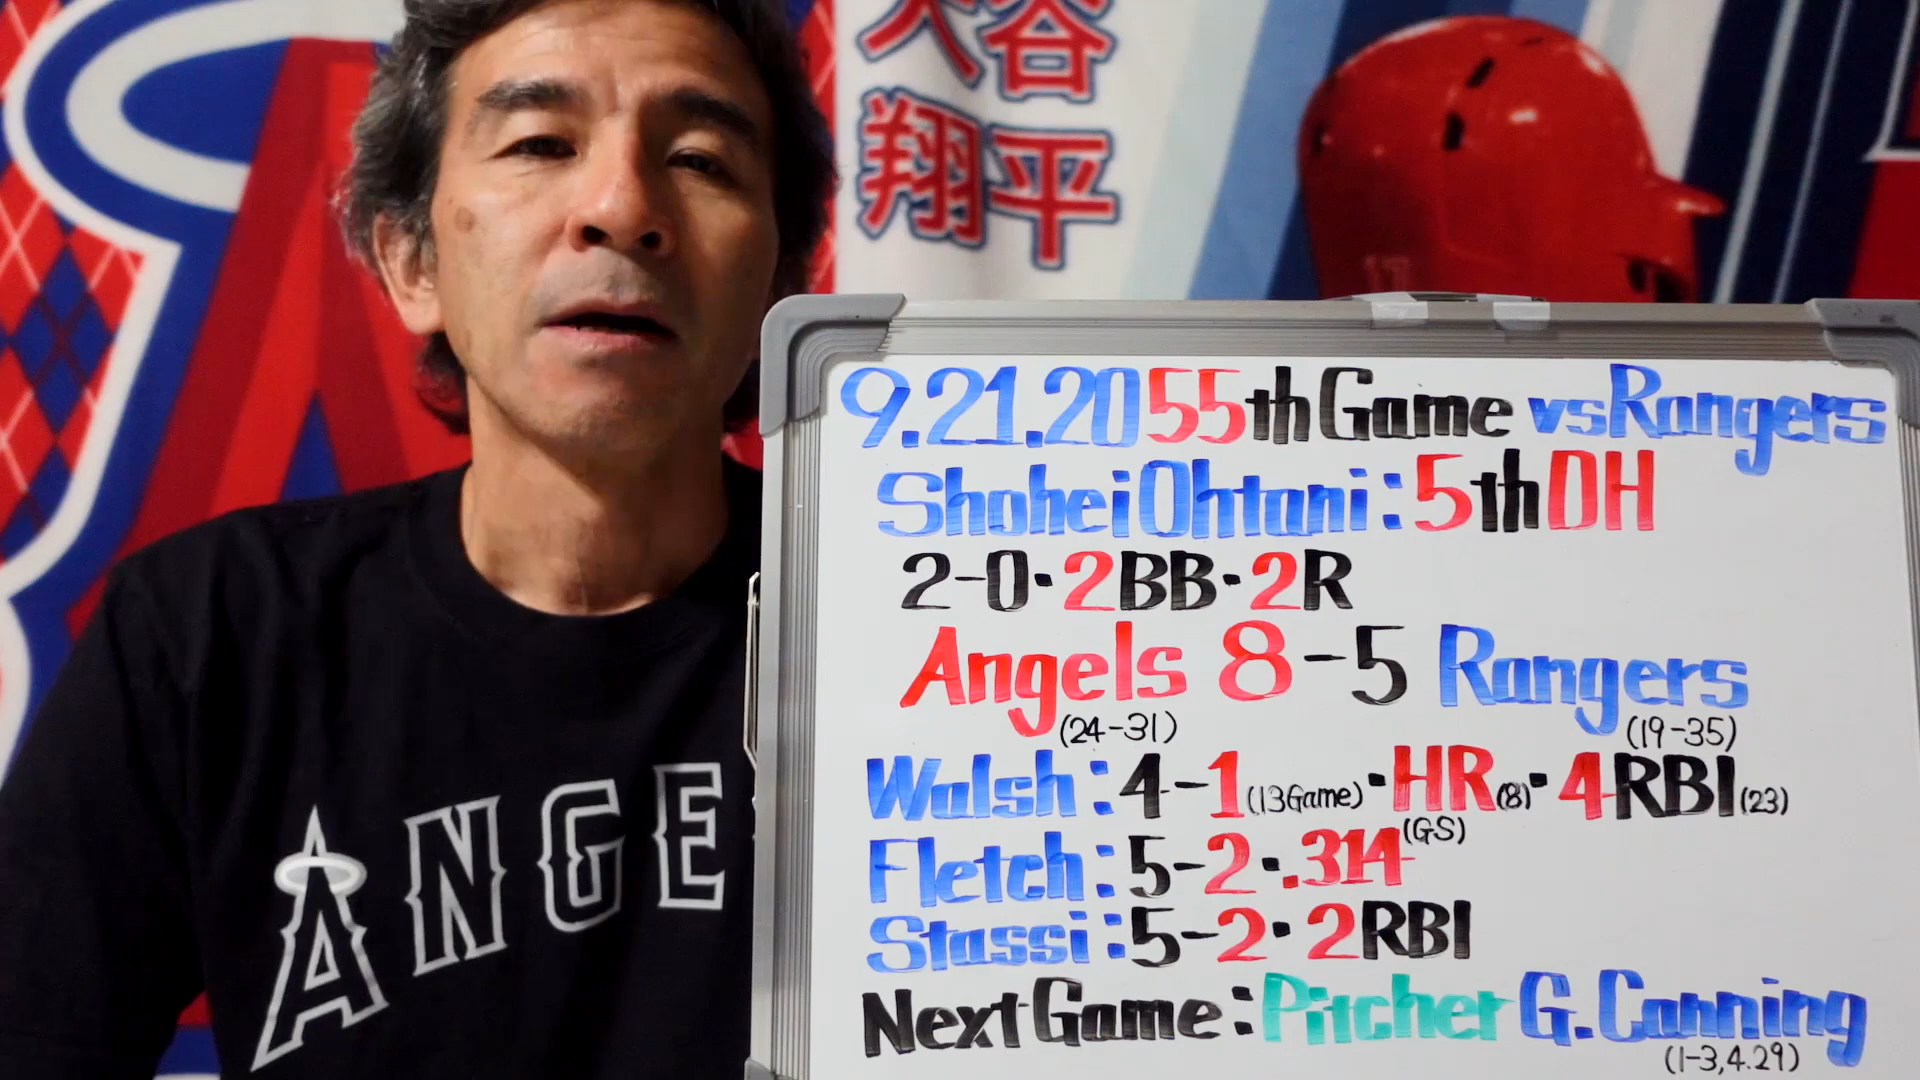 大谷
翔平
ANGE
9.21.20 55th Game vs Rangers
Shohei Ohtani: 5th DH
2-0・2BB・2R
Angels 8-5 Rangers
(24-31) (19-35)
Walsh: 4-1 (13Game)・HR(8)・4RBI(23)
(GS)
Fletch: 5-2・.314
Stassi: 5-2・2RBI
Next Game: Pitcher G. Canning
(1-3, 4.29)